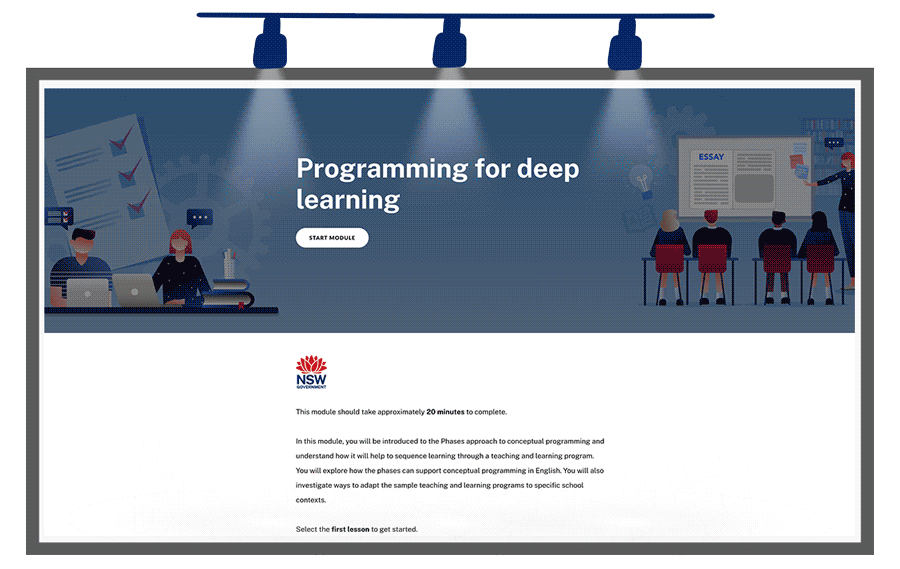 Programming for deep
learning
START MODULE
ESSAY
NSW
GOVERNMENT
This module should take approximately 20 minutes to complete.
In this module, you will be introduced to the Phases approach to conceptual programming and
understand how it will help to sequence learning through a teaching and learning program.
You will explore how the phases can support conceptual programming in English. You will also
investigate ways to adapt the sample teaching and learning programs to specific school
contexts.
Select the first lesson to get started.